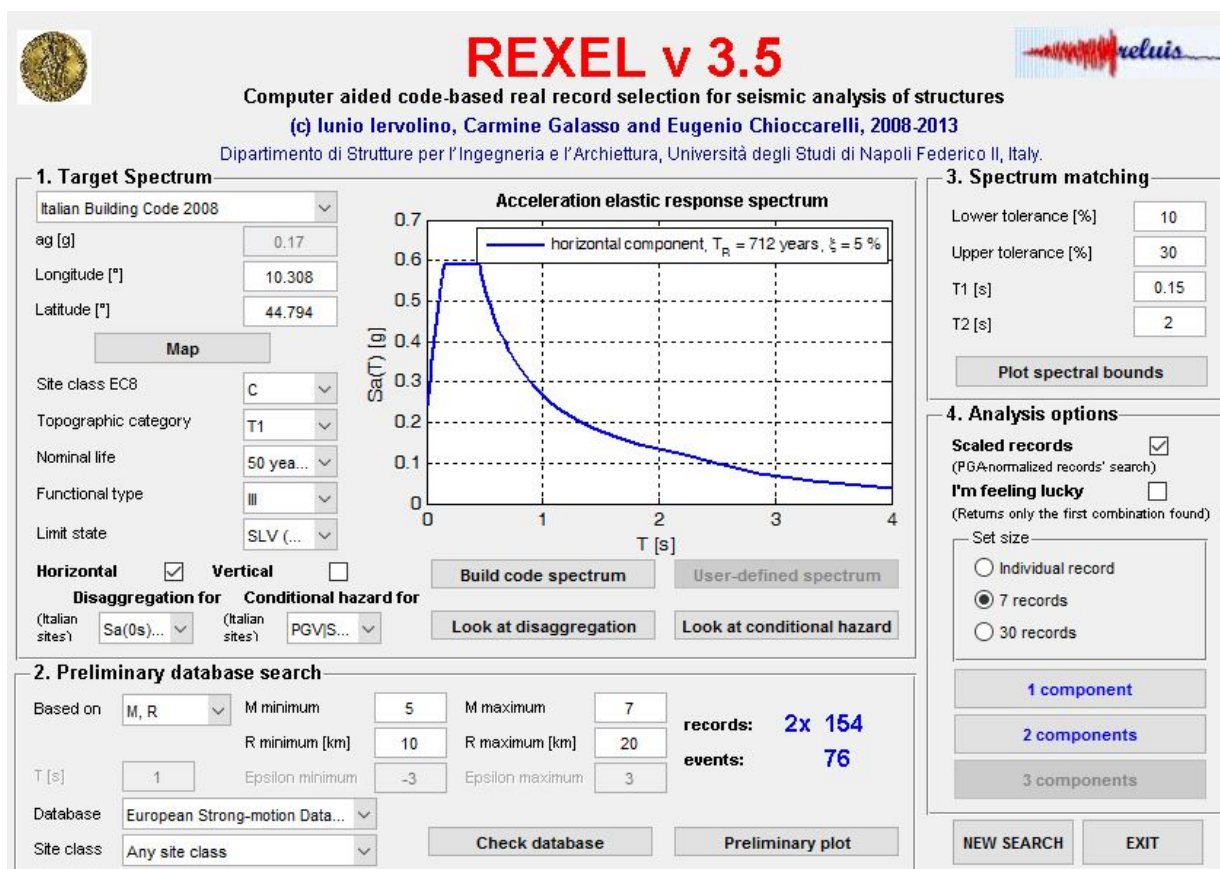 REXEL v 3.5
reluis
Computer aided code-based real record selection for seismic analysis of structures
(c) Iunio Iervolino, Carmine Galasso and Eugenio Chioccarelli, 2008-2013
Dipartimento di Strutture per l'Ingegneria e l'Archiettura, Università degli Studi di Napoli Federico II, Italy.
1. Target Spectrum
Italian Building Code 2008
ag [g] 0.17
Longitude [°] 10.308
Latitude [°] 44.794
Map
Site class EC8 C
Topographic category T1
Nominal life 50 yea...
Functional type III
Limit state SLV (...
Horizontal Vertical
Disaggregation for Conditional hazard for
(Italian sites) Sa(0s)... (Italian sites) PGV|S...
Acceleration elastic response spectrum
horizontal component, T_R = 712 years, ξ = 5 %
Sa(T) [g]
0.7
0.6
0.5
0.4
0.3
0.2
0.1
0
0 1 2 3 4
T [s]
Build code spectrum User-defined spectrum
Look at disaggregation Look at conditional hazard
2. Preliminary database search
Based on M, R M minimum 5 M maximum 7
R minimum [km] 10 R maximum [km] 20
T [s] 1 Epsilon minimum -3 Epsilon maximum 3
records: 2x 154
events: 76
Database European Strong-motion Data...
Site class Any site class
Check database Preliminary plot
3. Spectrum matching
Lower tolerance [%] 10
Upper tolerance [%] 30
T1 [s] 0.15
T2 [s] 2
Plot spectral bounds
4. Analysis options
Scaled records
(PGA-normalized records' search)
I'm feeling lucky
(Returns only the first combination found)
Set size
Individual record
7 records
30 records
1 component
2 components
3 components
NEW SEARCH EXIT